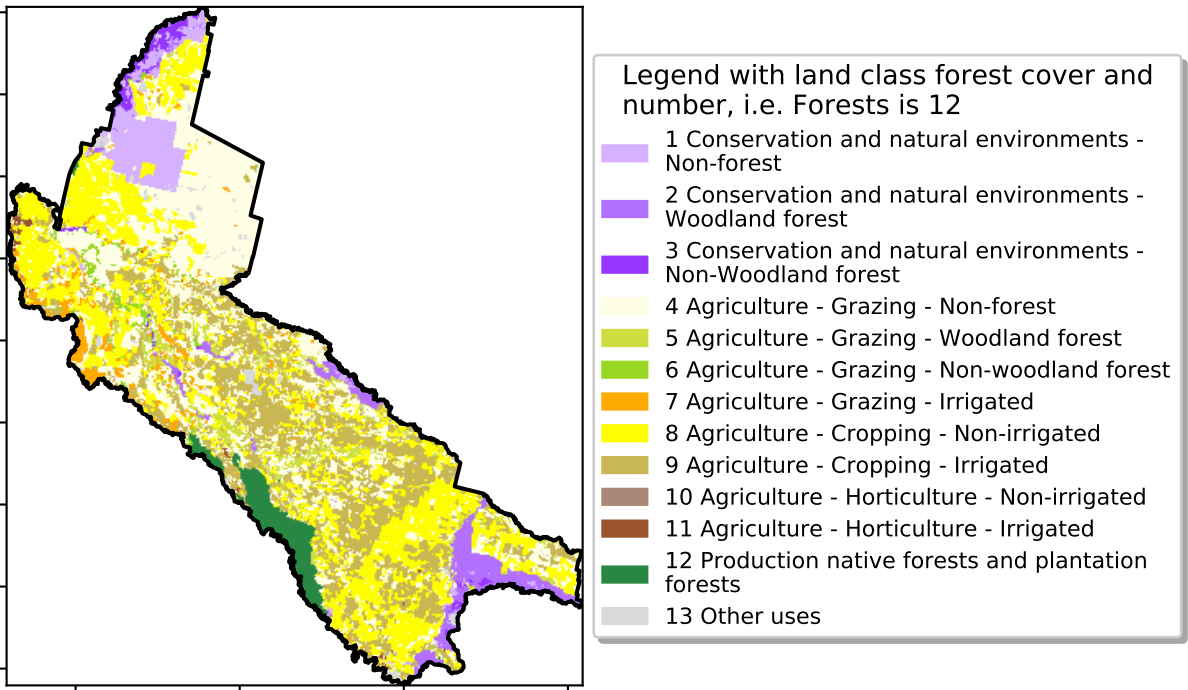 Legend with land class forest cover and
number, i.e. Forests is 12
1 Conservation and natural environments -
Non-forest
2 Conservation and natural environments -
Woodland forest
3 Conservation and natural environments -
Non-Woodland forest
4 Agriculture - Grazing - Non-forest
5 Agriculture - Grazing - Woodland forest
6 Agriculture - Grazing - Non-woodland forest
7 Agriculture - Grazing - Irrigated
8 Agriculture - Cropping - Non-irrigated
9 Agriculture - Cropping - Irrigated
10 Agriculture - Horticulture - Non-irrigated
11 Agriculture - Horticulture - Irrigated
12 Production native forests and plantation
forests
13 Other uses